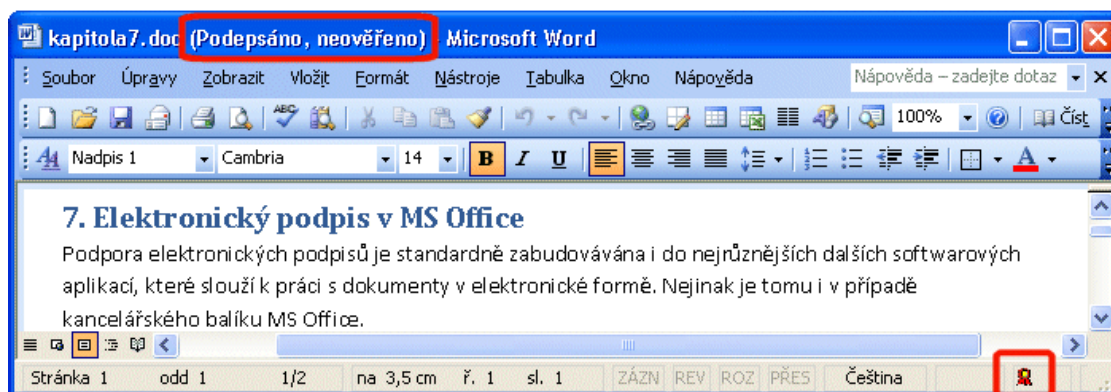 kapitola7.doc (Podepsáno, neověřeno) - Microsoft Word
Soubor Úpravy Zobrazit Vložit Formát Nástroje Tabulka Okno Nápověda Nápověda – zadejte dotaz
100% Číst
Nadpis 1 Cambria 14 B I U A
7. Elektronický podpis v MS Office
Podpora elektronických podpisů je standardně zabudovávána i do nejrůznějších dalších softwarových
aplikací, které slouží k práci s dokumenty v elektronické formě. Nejinak je tomu i v případě
kancelářského balíku MS Office.
Stránka 1 odd 1 1/2 na 3,5 cm ř. 1 sl. 1 ZÁZN REV ROZ PŘES Čeština